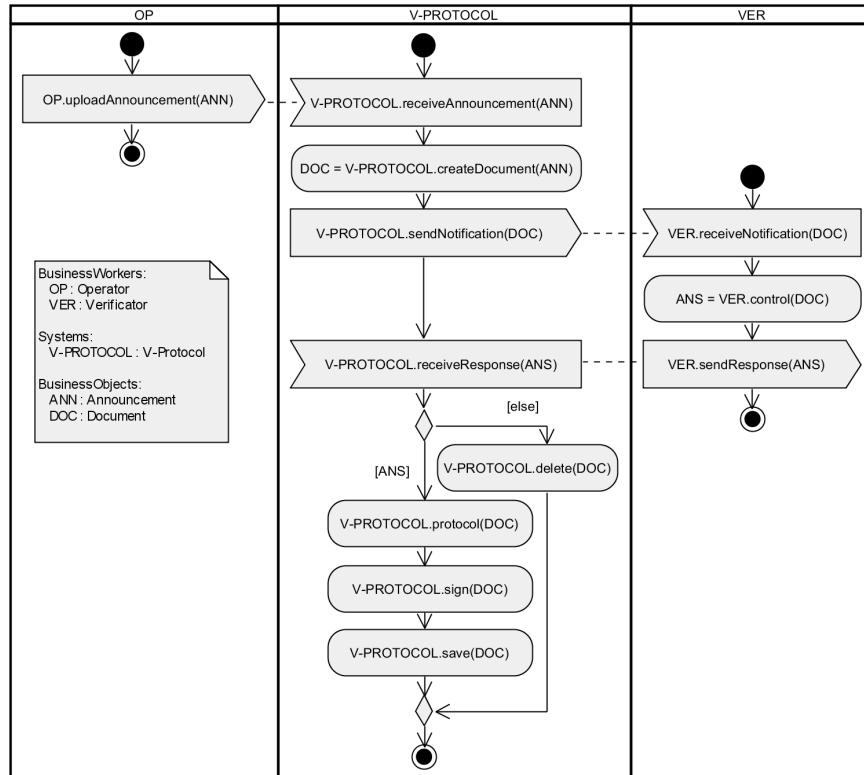 OP
V-PROTOCOL
VER
OP.uploadAnnouncement(ANN)
V-PROTOCOL.receiveAnnouncement(ANN)
DOC = V-PROTOCOL.createDocument(ANN)
V-PROTOCOL.sendNotification(DOC)
VER.receiveNotification(DOC)
BusinessWorkers:
OP : Operator
VER : Verificator
Systems:
V-PROTOCOL : V-Protocol
BusinessObjects:
ANN : Announcement
DOC : Document
ANS = VER.control(DOC)
V-PROTOCOL.receiveResponse(ANS)
VER.sendResponse(ANS)
[else]
[ANS]
V-PROTOCOL.delete(DOC)
V-PROTOCOL.protocol(DOC)
V-PROTOCOL.sign(DOC)
V-PROTOCOL.save(DOC)